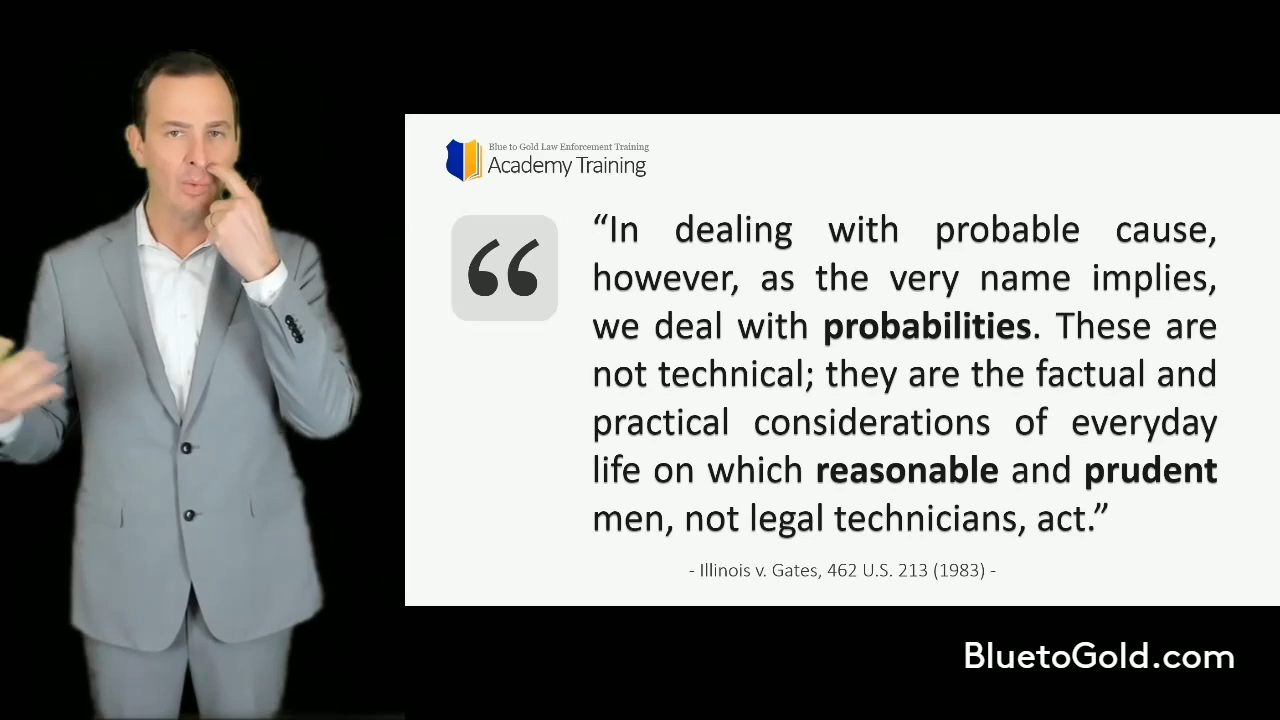 Blue to Gold Law Enforcement Training
Academy Training
“In dealing with probable cause,
however, as the very name implies,
we deal with probabilities. These are
not technical; they are the factual and
practical considerations of everyday
life on which reasonable and prudent
men, not legal technicians, act.”
- Illinois v. Gates, 462 U.S. 213 (1983) -
BluetoGold.com